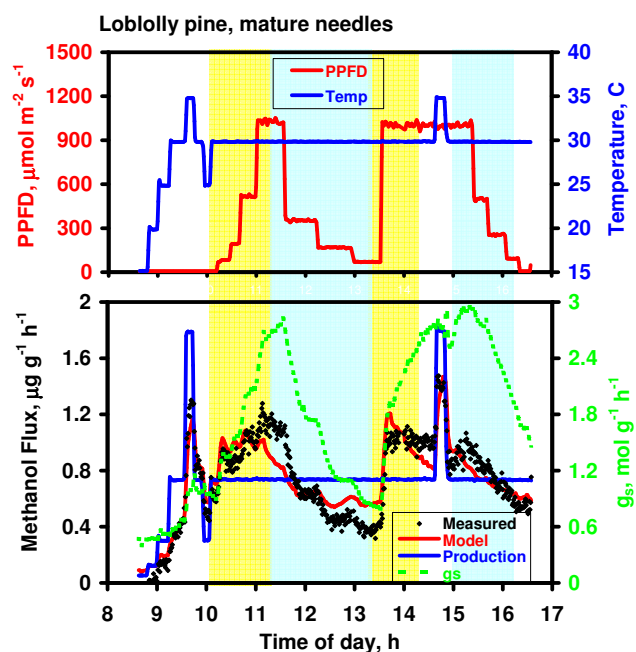 Loblolly pine, mature needles
1500
1200
900
600
300
0
PPFD, μmol m⁻² s⁻¹
PPFD
Temp
40
35
30
25
20
15
Temperature, C
2
1.6
1.2
0.8
0.4
0
Methanol Flux, μg g⁻¹ h⁻¹
3
2.4
1.8
1.2
0.6
0
gs, mol g⁻¹ h⁻¹
Measured
Model
Production
gs
8 9 10 11 12 13 14 15 16 17
Time of day, h